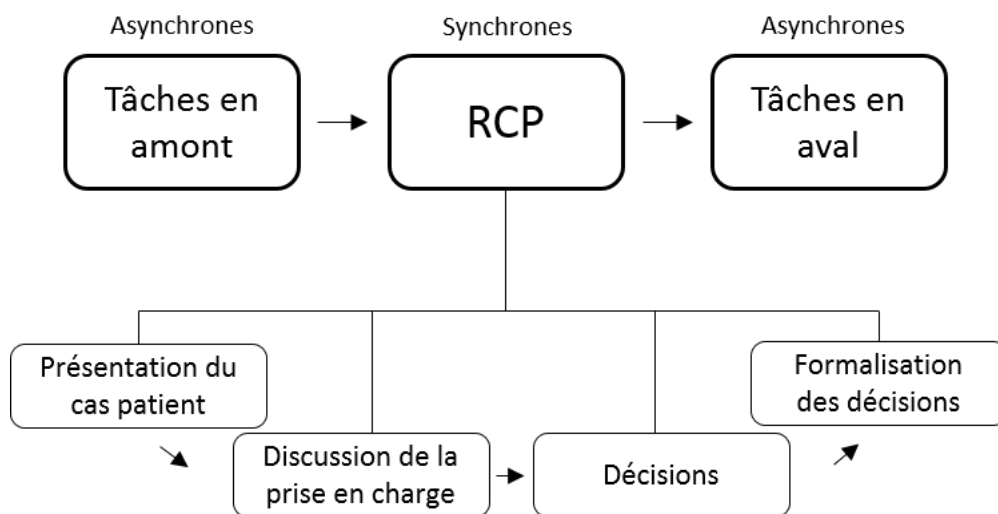 Asynchrones
Synchrones
Asynchrones
Tâches en
amont
RCP
Tâches en
aval
Présentation du
cas patient
Formalisation
des décisions
Discussion de la
prise en charge
Décisions